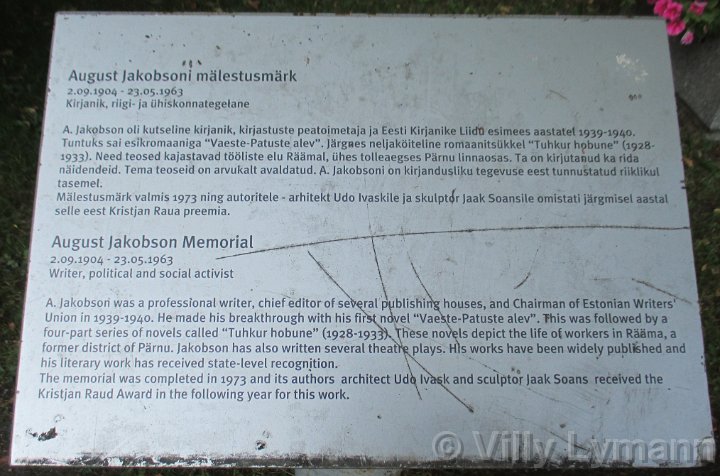 August Jakobsoni mälestusmärk
2.09.1904 - 23.05.1963
Kirjanik, riigi- ja ühiskonnategelane
A. Jakobson oli kutseline kirjanik, kirjastuste peatoimetaja ja Eesti Kirjanike Liidu esimees aastatel 1939-1940.
Tuntuks sai esikromaaniga "Vaeste-Patuste alev". Järgnes neljaköiteline romaanitsükkel "Tuhkur hobune" (1928-
1933). Need teosed kajastavad tööliste elu Räämal, ühes tolleaegses Pärnu linnaosas. Ta on kirjutanud ka rida
näidendeid. Tema teoseid on arvukalt avaldatud. A. Jakobsoni on kirjandusliku tegevuse eest tunnustatud riiklikul
tasemel.
Mälestusmärk valmis 1973 ning autoritele - arhitekt Udo Ivaskile ja skulptor Jaak Soansile omistati järgmisel aastal
selle eest Kristjan Raua preemia.
August Jakobson Memorial
2.09.1904 - 23.05.1963
Writer, political and social activist
A. Jakobson was a professional writer, chief editor of several publishing houses, and Chairman of Estonian Writers'
Union in 1939-1940. He made his breakthrough with his first novel "Vaeste-Patuste alev". This was followed by a
four-part series of novels called "Tuhkur hobune" (1928-1933). These novels depict the life of workers in Rääma, a
former district of Pärnu. Jakobson has also written several theatre plays. His works have been widely published and
his literary work has received state-level recognition.
The memorial was completed in 1973 and its authors architect Udo Ivask and sculptor Jaak Soans received the
Kristjan Raud Award in the following year for this work.
© Villy Lvmann